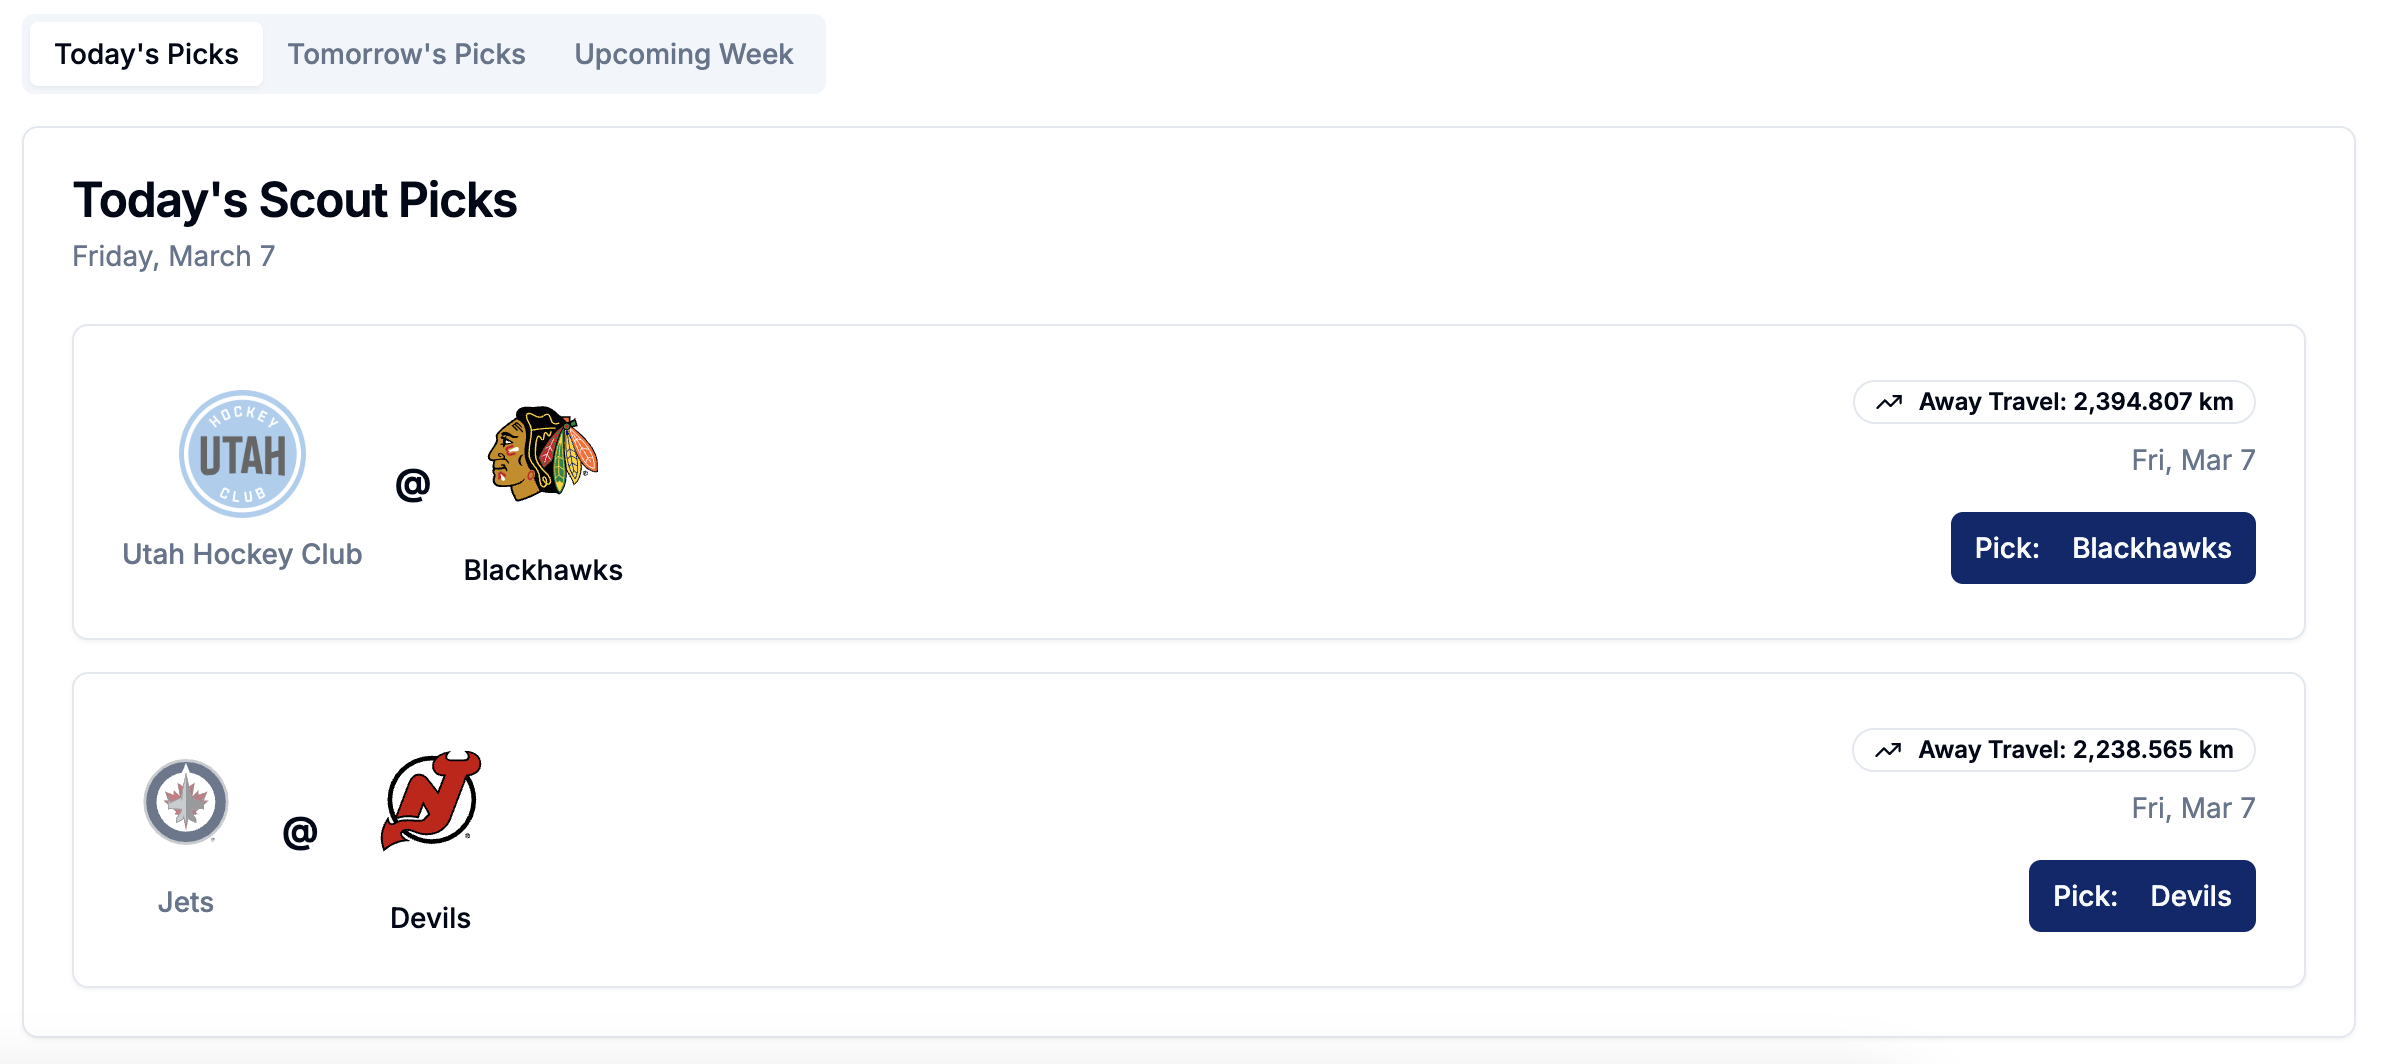 Today's Picks Tomorrow's Picks Upcoming Week
Today's Scout Picks
Friday, March 7
HOCKEY
UTAH
CLUB
Utah Hockey Club
@
Blackhawks
Away Travel: 2,394.807 km
Fri, Mar 7
Pick: Blackhawks
Jets
@
Devils
Away Travel: 2,238.565 km
Fri, Mar 7
Pick: Devils